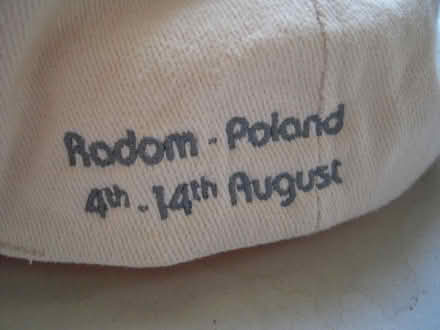 Radom - Poland
4th - 14th August